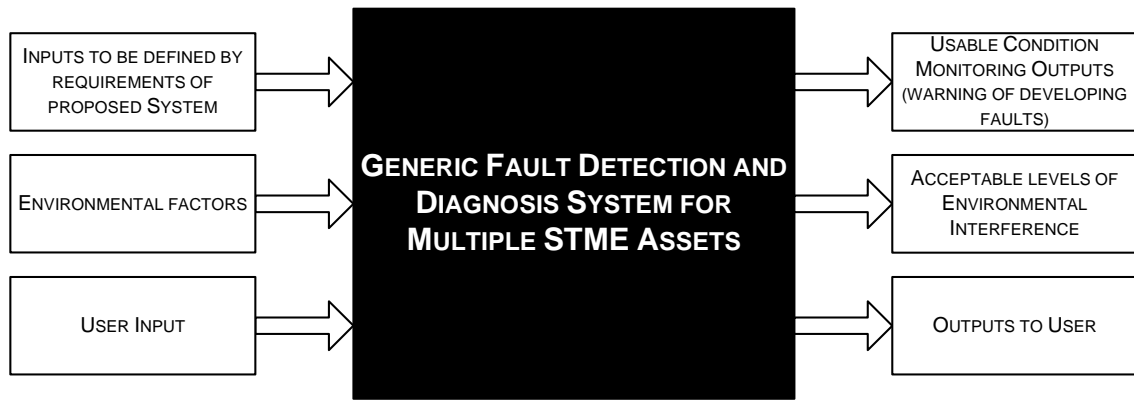 INPUTS TO BE DEFINED BY
REQUIREMENTS OF
PROPOSED SYSTEM
ENVIRONMENTAL FACTORS
USER INPUT
GENERIC FAULT DETECTION AND
DIAGNOSIS SYSTEM FOR
MULTIPLE STME ASSETS
USABLE CONDITION
MONITORING OUTPUTS
(WARNING OF DEVELOPING
FAULTS)
ACCEPTABLE LEVELS OF
ENVIRONMENTAL
INTERFERENCE
OUTPUTS TO USER